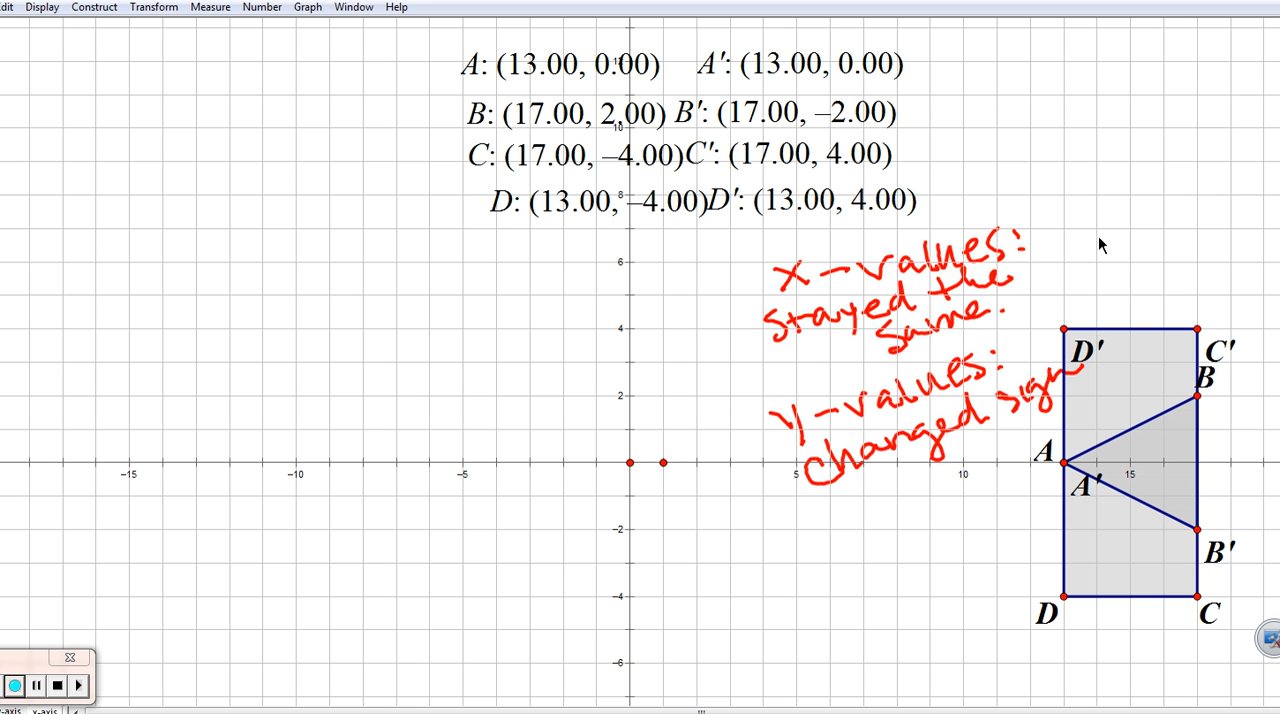 dit Display Construct Transform Measure Number Graph Window Help
A: (13.00, 0.00) A': (13.00, 0.00)
B: (17.00, 2.00) B': (17.00, –2.00)
10
C: (17.00, –4.00) C': (17.00, 4.00)
8
D: (13.00, –4.00) D': (13.00, 4.00)
x-values:
6
stayed the
same.
4
D' C'
y-values:
B
2
changed sign
A
−15 −10 −5 5 10 15
A'
−2
B'
−4
D C
−6
x-axis